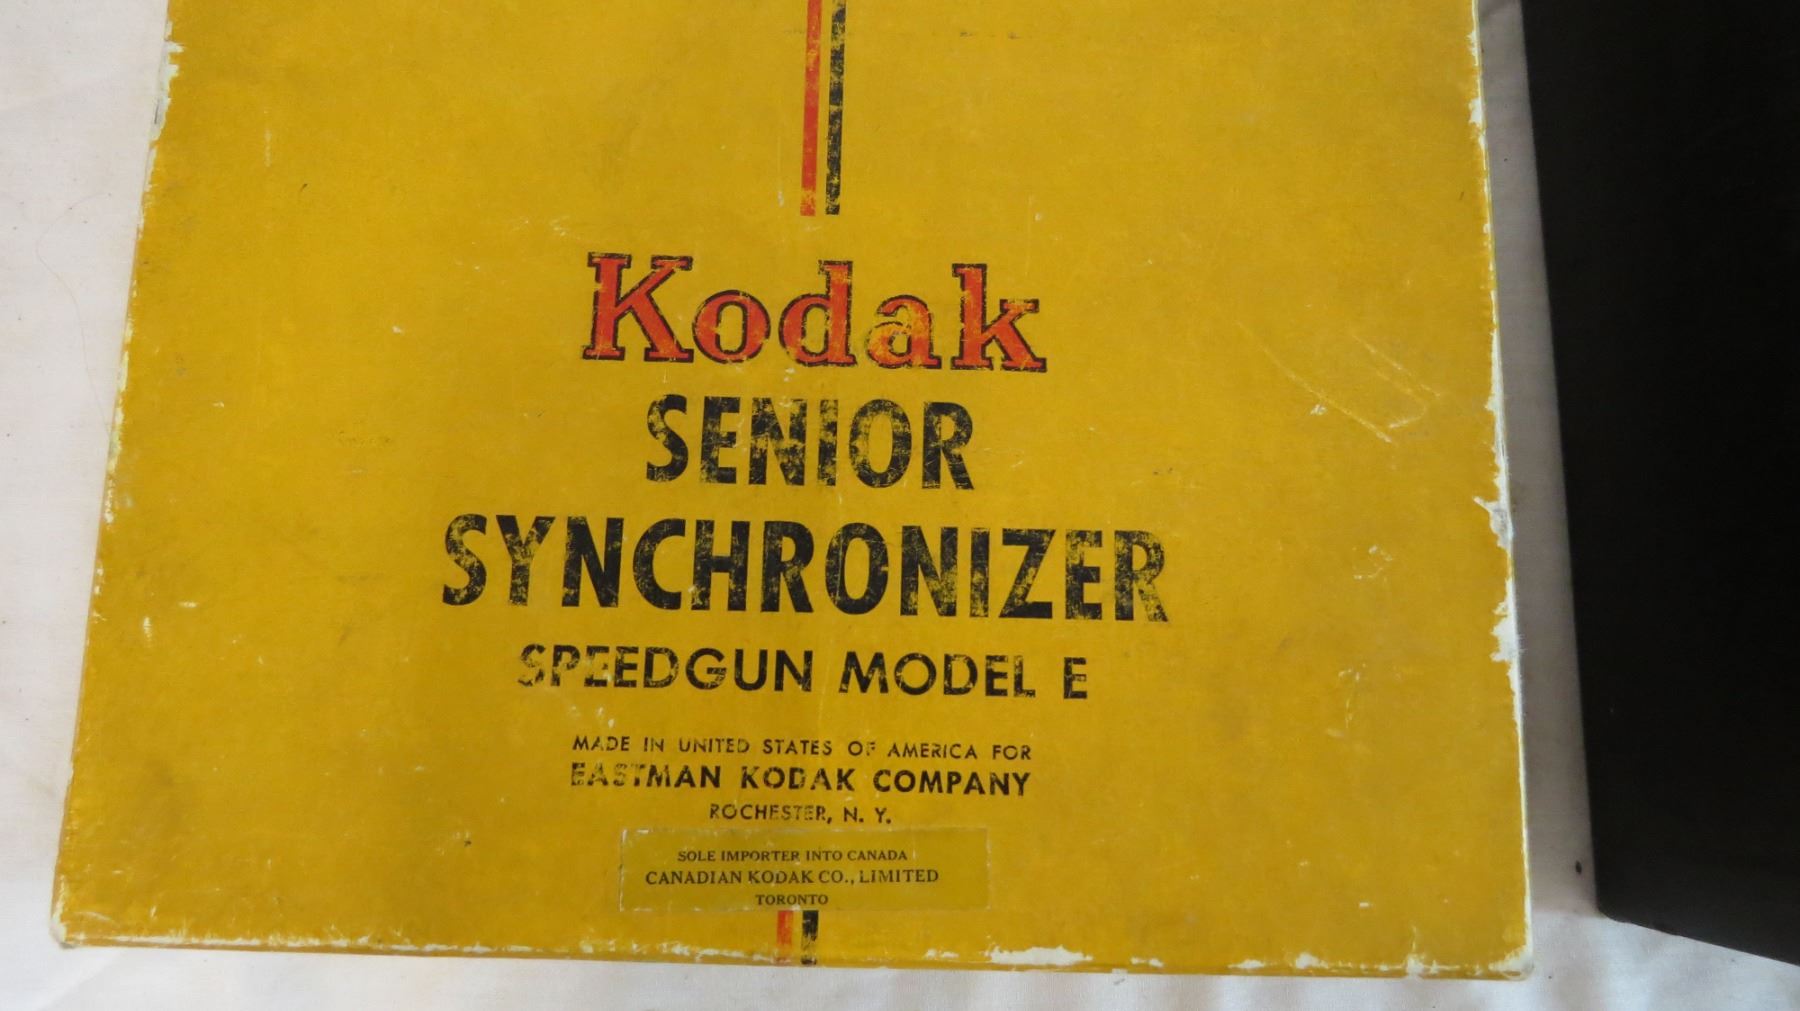 Kodak
SENIOR
SYNCHRONIZER
SPEEDGUN MODEL E
MADE IN UNITED STATES OF AMERICA FOR
EASTMAN KODAK COMPANY
ROCHESTER, N. Y.
SOLE IMPORTER INTO CANADA
CANADIAN KODAK CO., LIMITED
TORONTO